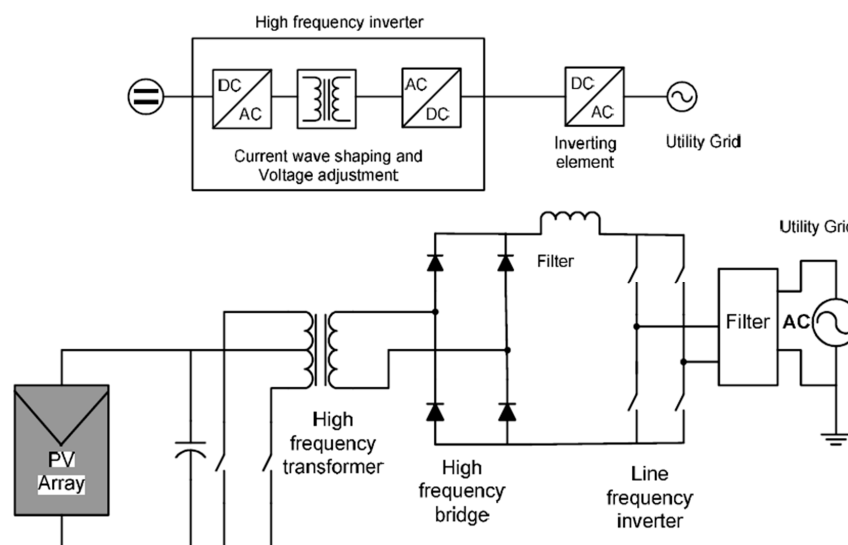 High frequency inverter
DC
AC
AC
DC
DC
AC
Current wave shaping and
Voltage adjustment
Inverting
element
Utility Grid
Utility Grid
Filter
Filter
AC
High
frequency
transformer
PV
Array
High
frequency
bridge
Line
frequency
inverter